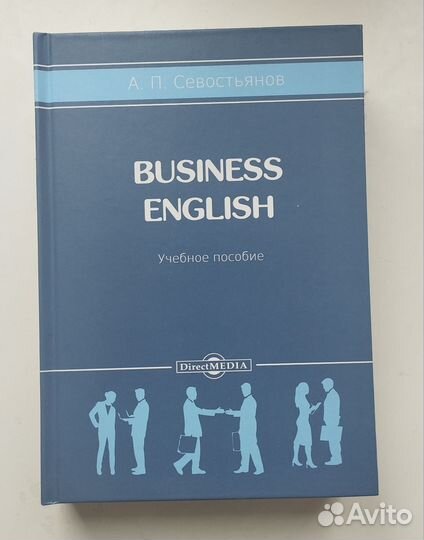 А. П. Севостьянов
BUSINESS
ENGLISH
Учебное пособие
DirectMEDIA
Avito